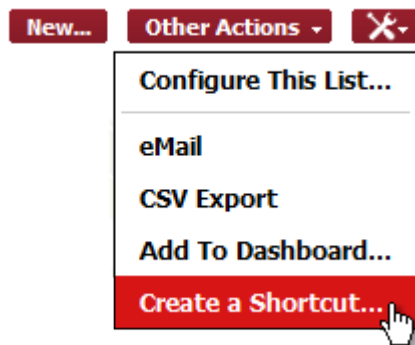 New... Other Actions
Configure This List...
eMail
CSV Export
Add To Dashboard...
Create a Shortcut...